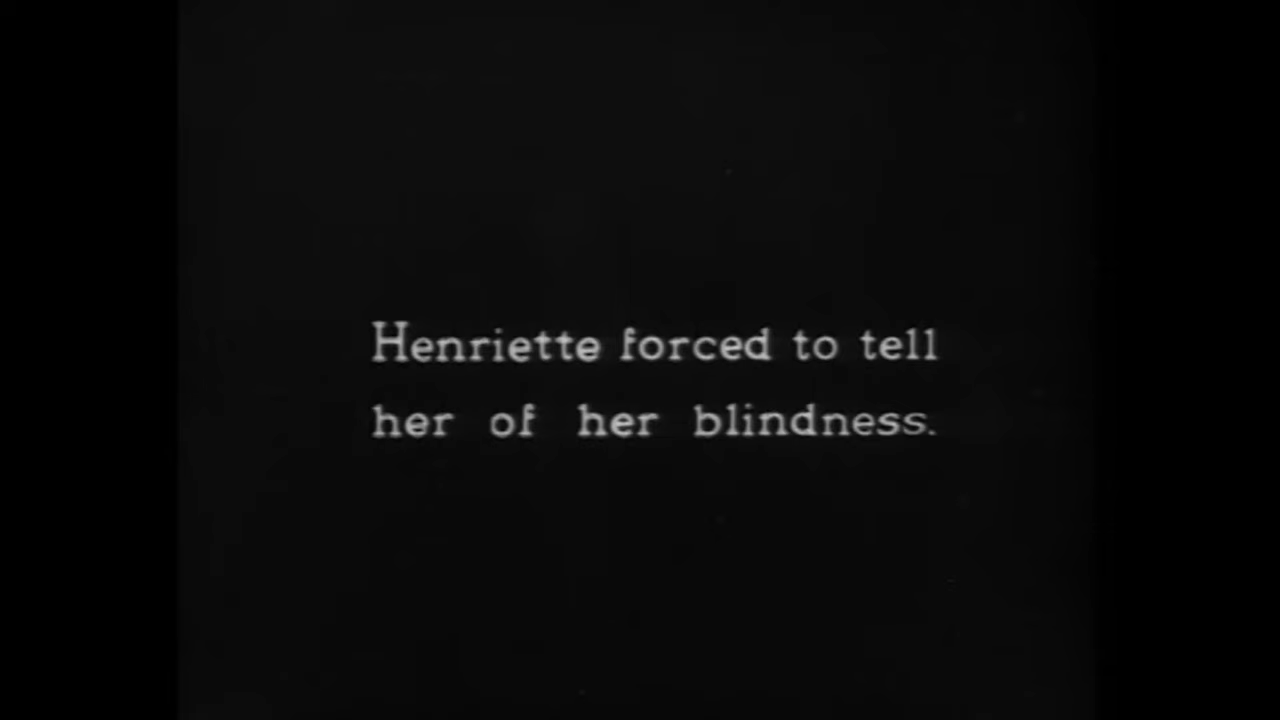 Henriette forced to tell
her of her blindness.